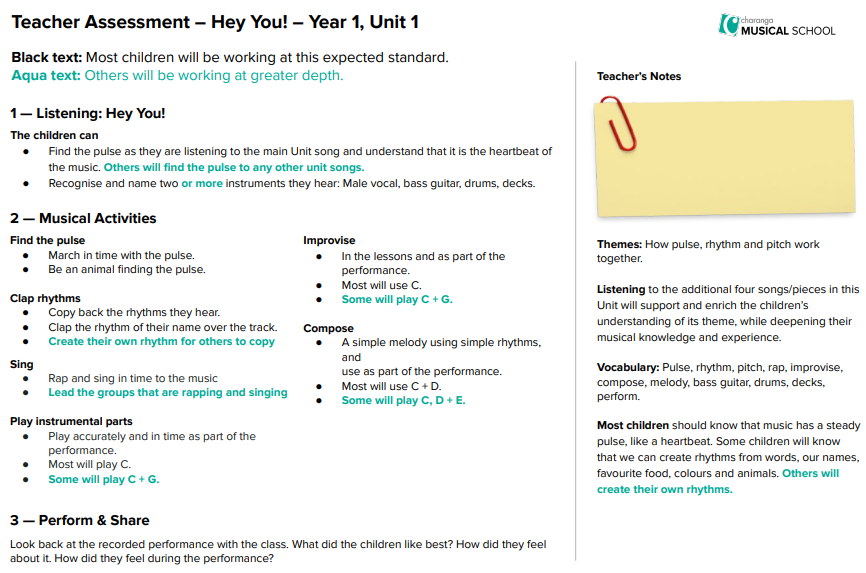 Teacher Assessment – Hey You! – Year 1, Unit 1
charanga
MUSICAL SCHOOL
Black text: Most children will be working at this expected standard.
Aqua text: Others will be working at greater depth.
1 — Listening: Hey You!
The children can
● Find the pulse as they are listening to the main Unit song and understand that it is the heartbeat of
the music. Others will find the pulse to any other unit songs.
● Recognise and name two or more instruments they hear: Male vocal, bass guitar, drums, decks.
2 — Musical Activities
Find the pulse
● March in time with the pulse.
● Be an animal finding the pulse.
Clap rhythms
● Copy back the rhythms they hear.
● Clap the rhythm of their name over the track.
● Create their own rhythm for others to copy
Sing
● Rap and sing in time to the music
● Lead the groups that are rapping and singing
Play instrumental parts
● Play accurately and in time as part of the
performance.
● Most will play C.
● Some will play C + G.
Improvise
● In the lessons and as part of the
performance.
● Most will use C.
● Some will play C + G.
Compose
● A simple melody using simple rhythms,
and
use as part of the performance.
● Most will use C + D.
● Some will play C, D + E.
3 — Perform & Share
Look back at the recorded performance with the class. What did the children like best? How did they feel
about it. How did they feel during the performance?
Teacher's Notes
Themes: How pulse, rhythm and pitch work
together.
Listening to the additional four songs/pieces in this
Unit will support and enrich the children's
understanding of its theme, while deepening their
musical knowledge and experience.
Vocabulary: Pulse, rhythm, pitch, rap, improvise,
compose, melody, bass guitar, drums, decks,
perform.
Most children should know that music has a steady
pulse, like a heartbeat. Some children will know
that we can create rhythms from words, our names,
favourite food, colours and animals. Others will
create their own rhythms.